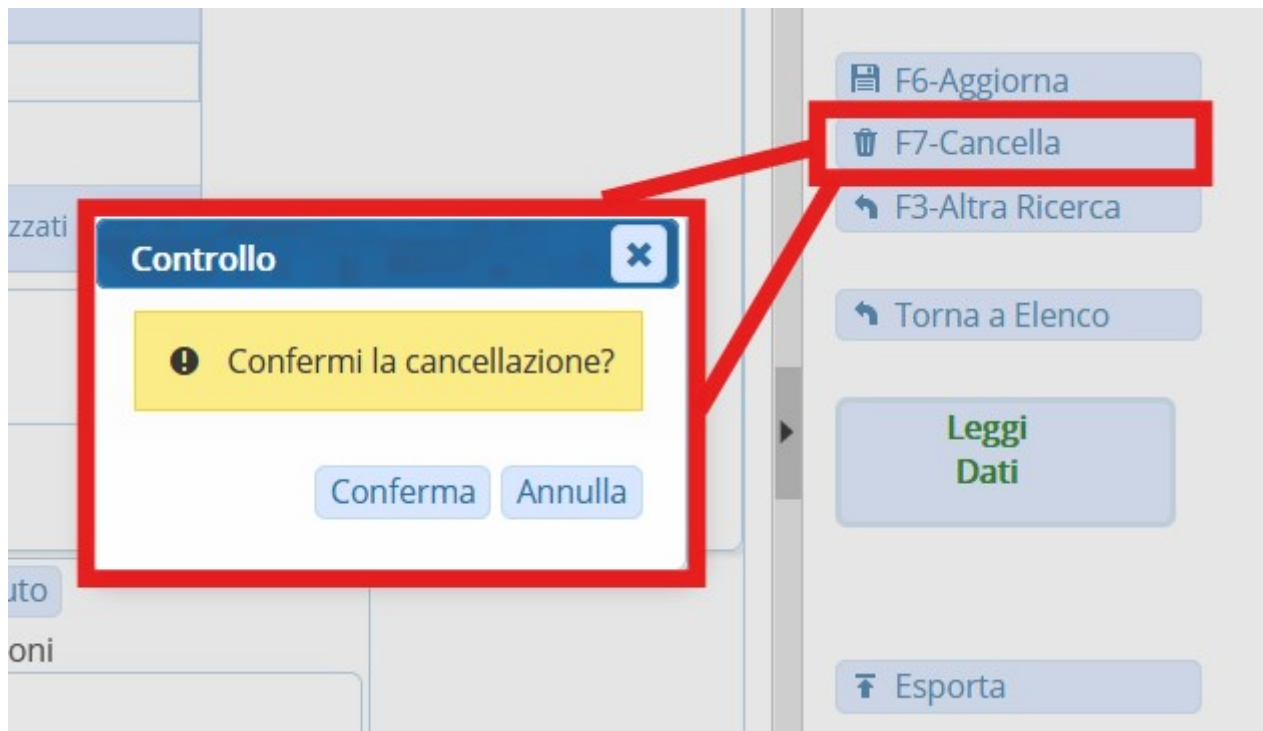 F6-Aggiorna
F7-Cancella
F3-Altra Ricerca
zzati
Controllo
Confermi la cancellazione?
Torna a Elenco
Leggi
Dati
Conferma Annulla
uto
oni
Esporta